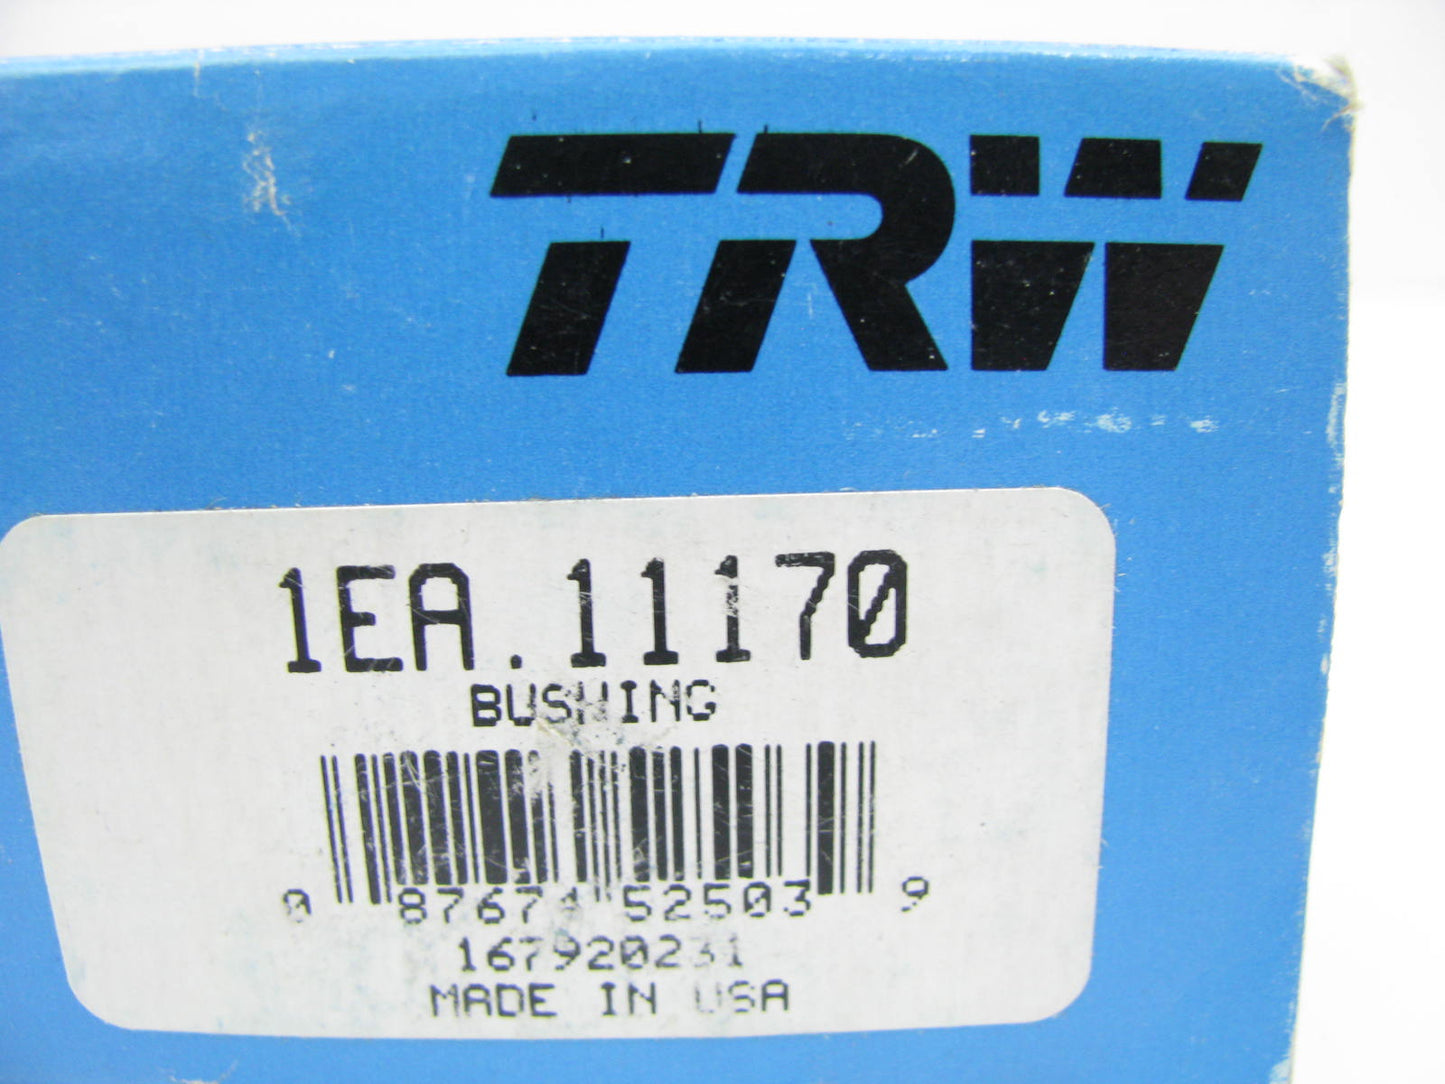 TRW
1EA.11170
BUSHING
0 87674 52503 9
167920231
MADE IN USA